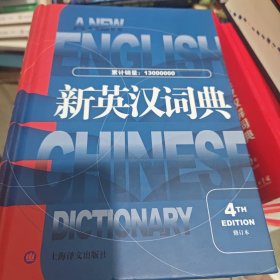 A NEW
ENGLISH
累计销量：13000000
新英汉词典
CHINESE
DICTIONARY
4TH
EDITION
修订本
上海译文出版社